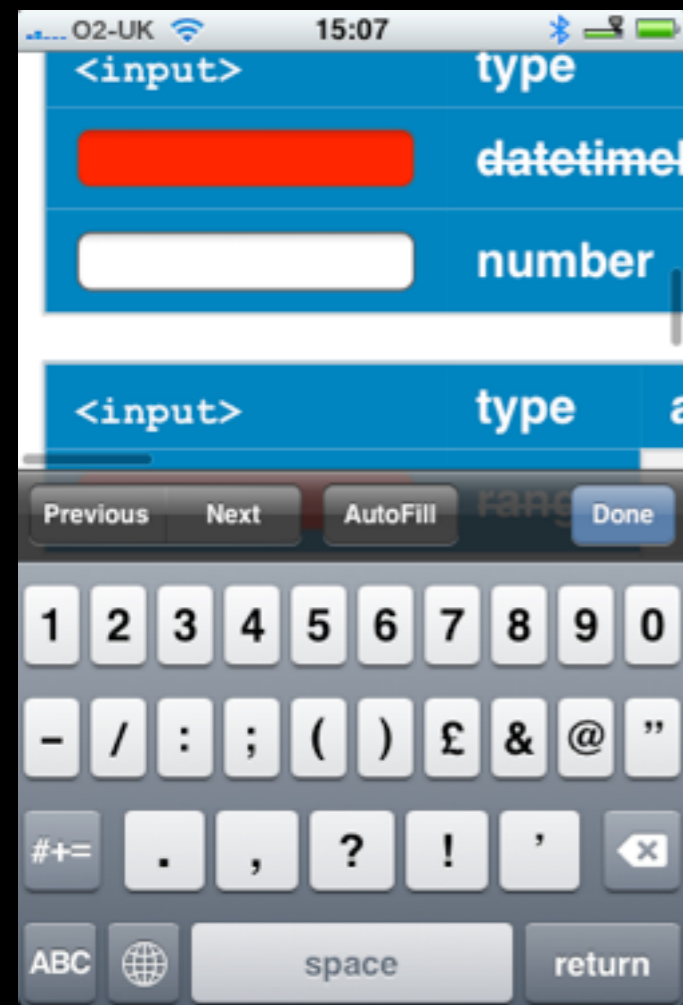 O2-UK 15:07
<input> type
datetimel
number
<input> type a
rang
Previous Next AutoFill Done
1 2 3 4 5 6 7 8 9 0
- / : ; ( ) £ & @ ”
#+= . , ? ! ’
ABC space return